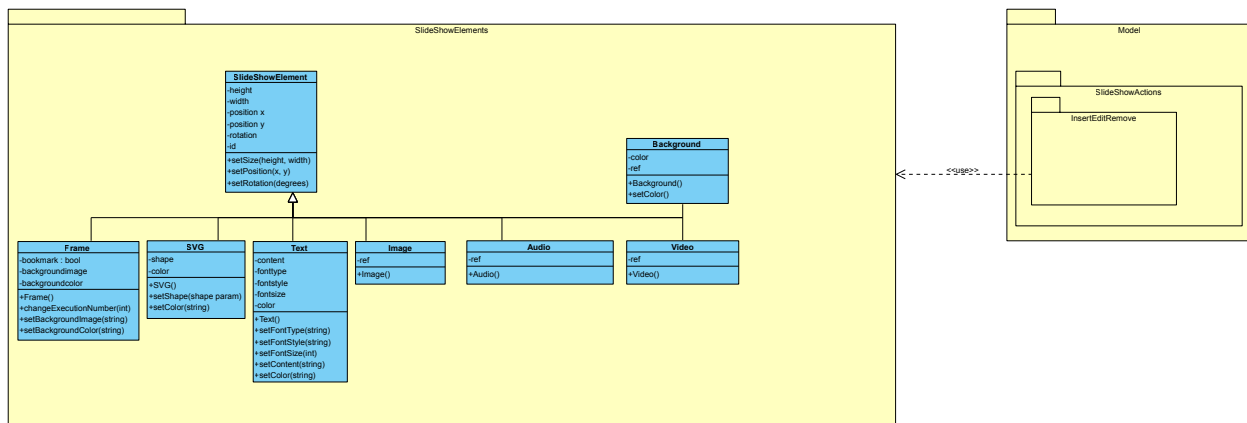 SlideShowElements
SlideShowElement
-height
-width
-position x
-position y
-rotation
-id
+setSize(height, width)
+setPosition(x, y)
+setRotation(degrees)
Background
-color
-ref
+Background()
+setColor()
Frame
-bookmark : bool
-backgroundimage
-backgroundcolor
+Frame()
+changeExecutionNumber(int)
+setBackgroundImage(string)
+setBackgroundColor(string)
SVG
-shape
-color
+SVG()
+setShape(shape param)
+setColor(string)
Text
-content
-fonttype
-fontstyle
-fontsize
-color
+Text()
+setFontType(string)
+setFontStyle(string)
+setFontSize(int)
+setContent(string)
+setColor(string)
Image
-ref
+Image()
Audio
-ref
+Audio()
Video
-ref
+Video()
<<use>>
Model
SlideShowActions
InsertEditRemove